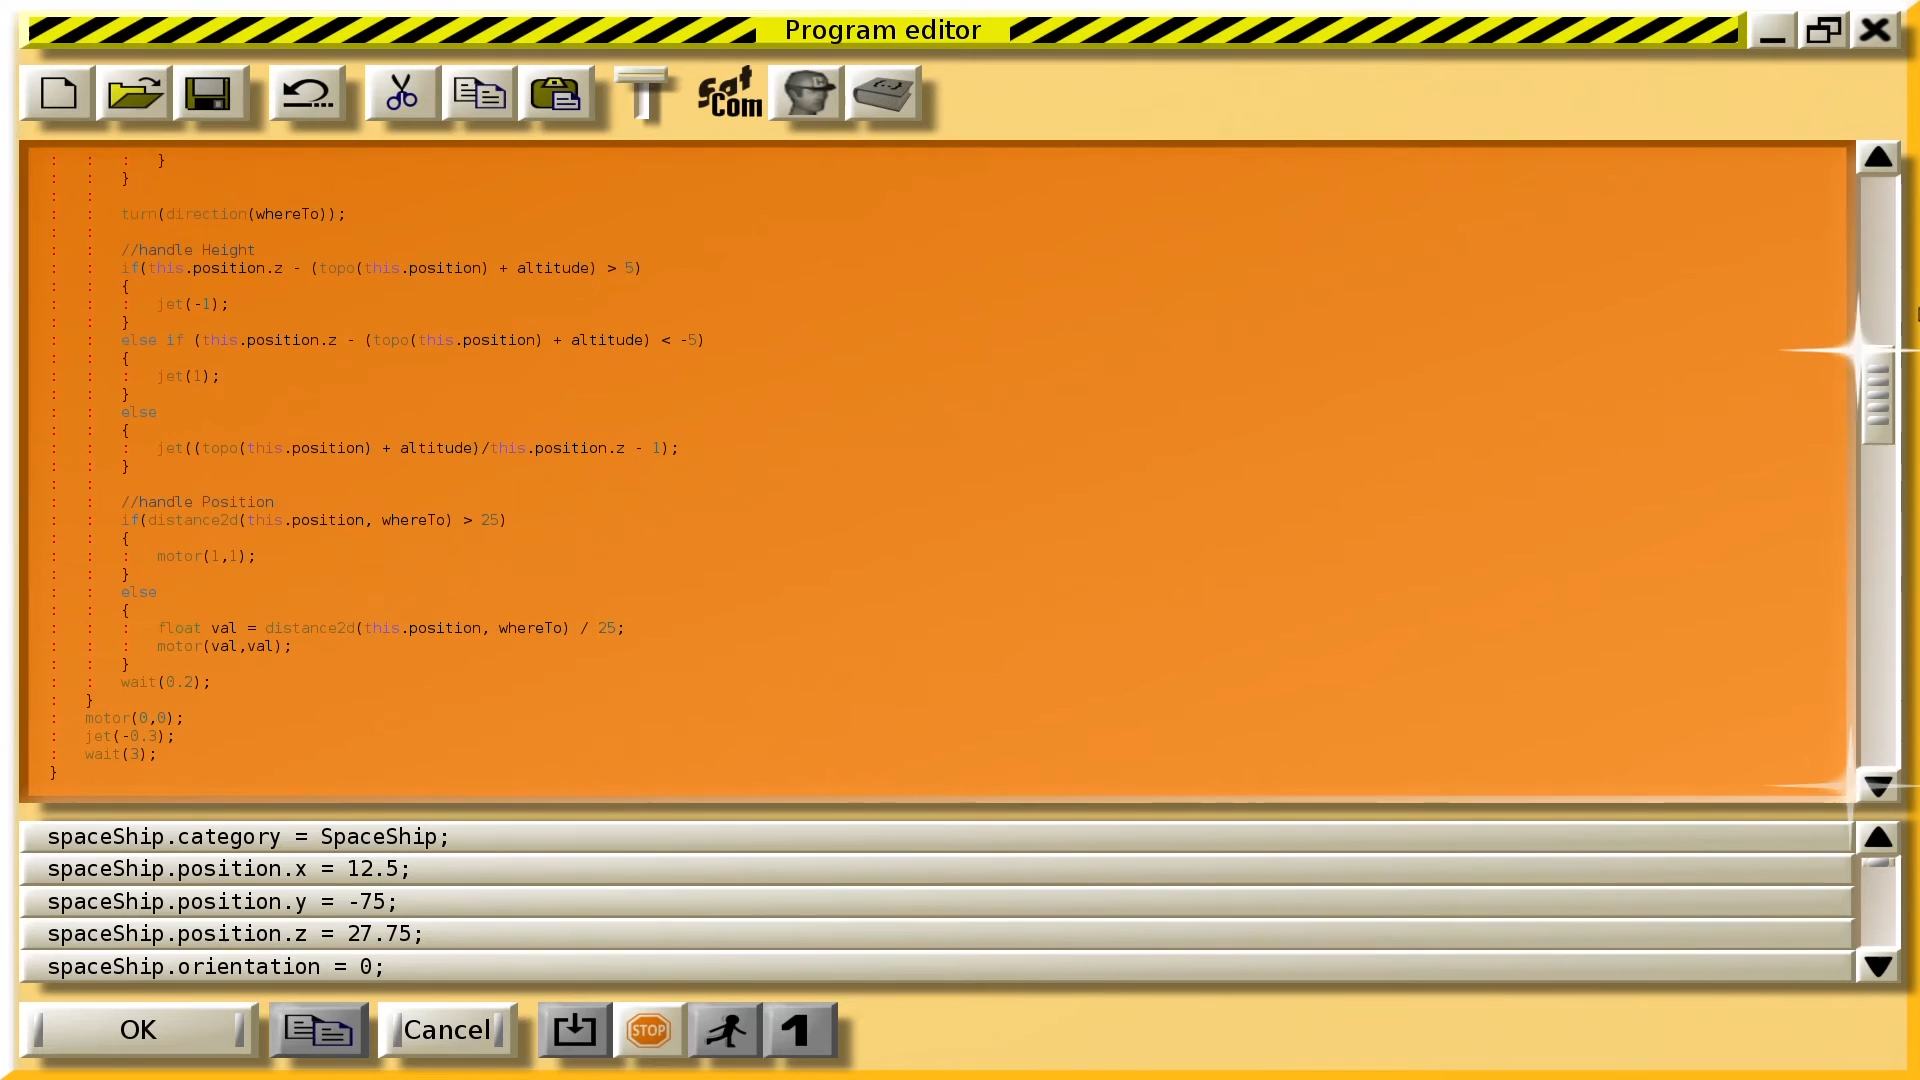 Program editor
Sat
Com
{..}
: : : }
: : }
: :
: : turn(direction(whereTo));
: :
: : //handle Height
: : if(this.position.z - (topo(this.position) + altitude) > 5)
: : {
: : : jet(-1);
: : }
: : else if (this.position.z - (topo(this.position) + altitude) < -5)
: : {
: : : jet(1);
: : }
: : else
: : {
: : : jet((topo(this.position) + altitude)/this.position.z - 1);
: : }
: :
: : //handle Position
: : if(distance2d(this.position, whereTo) > 25)
: : {
: : : motor(1,1);
: : }
: : else
: : {
: : : float val = distance2d(this.position, whereTo) / 25;
: : : motor(val,val);
: : }
: : wait(0.2);
: }
: motor(0,0);
: jet(-0.3);
: wait(3);
}
spaceShip.category = SpaceShip;
spaceShip.position.x = 12.5;
spaceShip.position.y = -75;
spaceShip.position.z = 27.75;
spaceShip.orientation = 0;
OK
Cancel
STOP
1